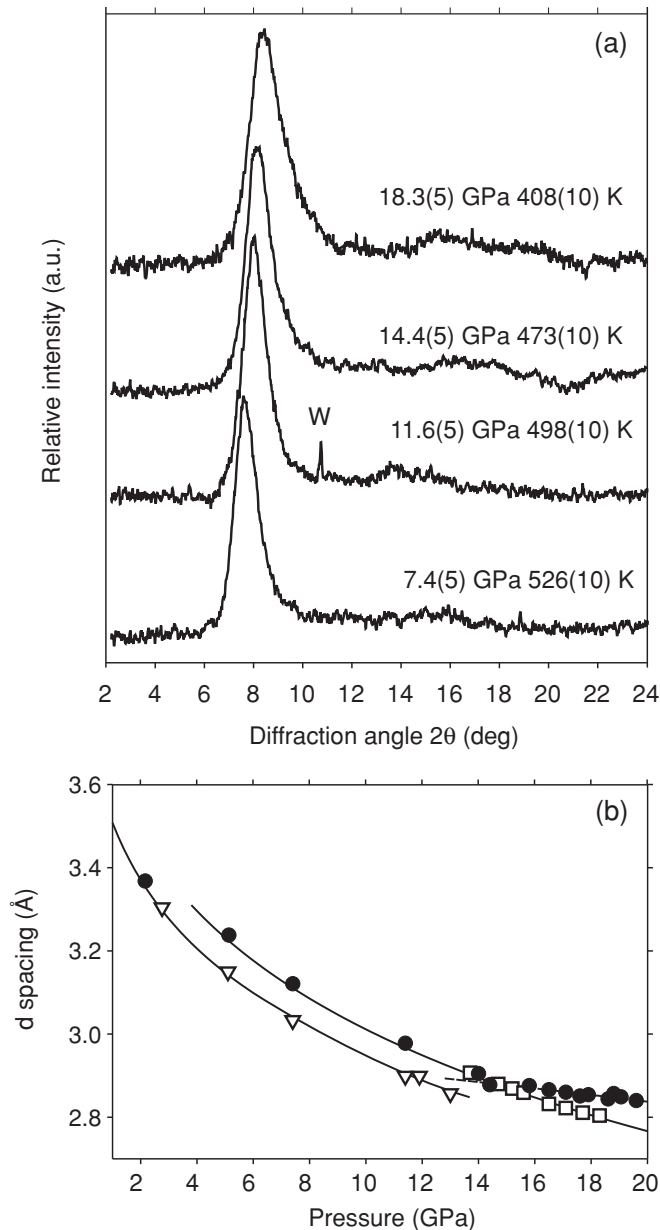 (a)
18.3(5) GPa 408(10) K
14.4(5) GPa 473(10) K
W
11.6(5) GPa 498(10) K
7.4(5) GPa 526(10) K
Relative intensity (a.u.)
2 4 6 8 10 12 14 16 18 20 22 24
Diffraction angle 2θ (deg)
(b)
3.6
3.4
3.2
3.0
2.8
d spacing (Å)
2 4 6 8 10 12 14 16 18 20
Pressure (GPa)